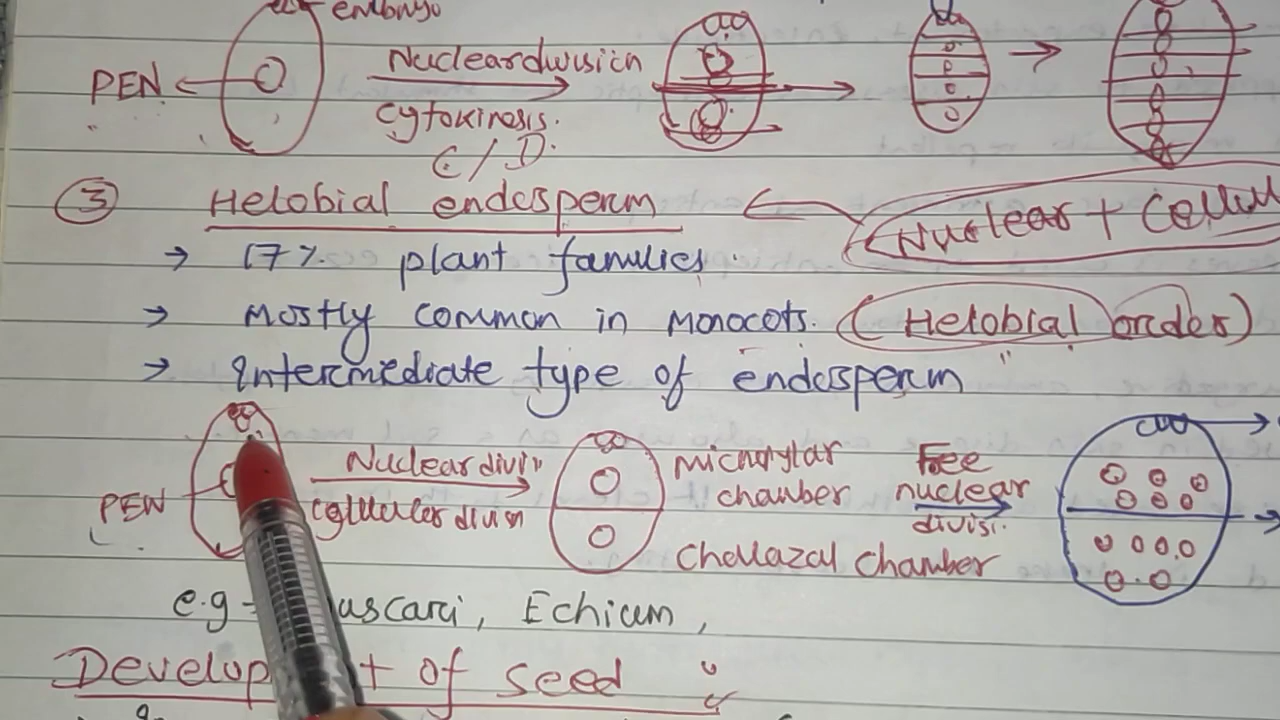 embryo
PEN
Nuclear division
cytokinesis.
C/D.
③ Helobial endosperm
Nuclear + Cellul
→ 17% plant families.
→ Mostly common in Monocots. (Helobial order)
→ Intermediate type of endosperm
PEN
Nuclear divi
cellular divisn
micropylar
chamber
Challazal chamber
Free
nuclear
divisi.
e.g - uscari, Echium,
Develop t of seed :